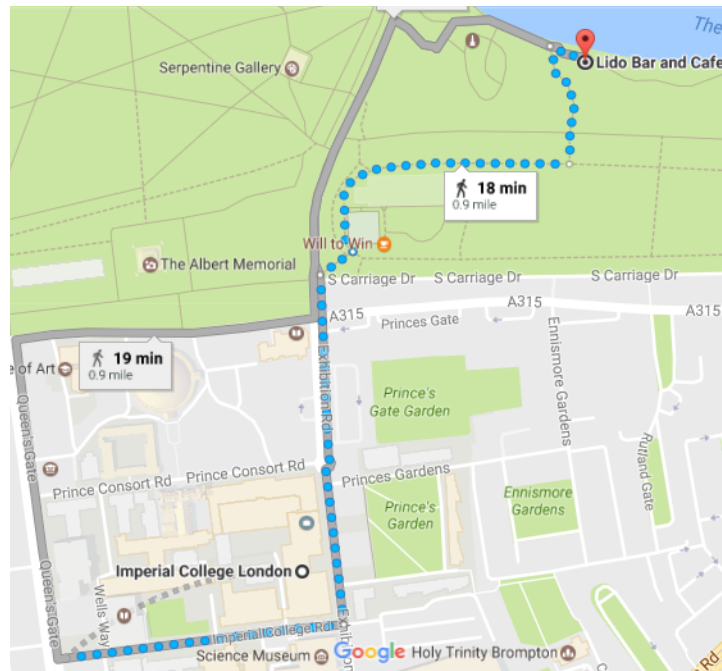 The
Lido Bar and Cafe
Serpentine Gallery
18 min
0.9 mile
Will to Win
The Albert Memorial
S Carriage Dr
S Carriage Dr
S Carriage Dr
A315
A315
A315
Princes Gate
19 min
0.9 mile
e of Art
Exhibition Rd
Prince's
Gate Garden
Ennismore Gardens
Queen's Gate
Rutland Gate
Prince Consort Rd
Prince Consort Rd
Princes Gardens
Prince's
Garden
Ennismore
Gardens
Imperial College London
Queen's Gate
Wells Way
Imperial College Rd
Exhibition
Google
Holy Trinity Brompton
Science Museum